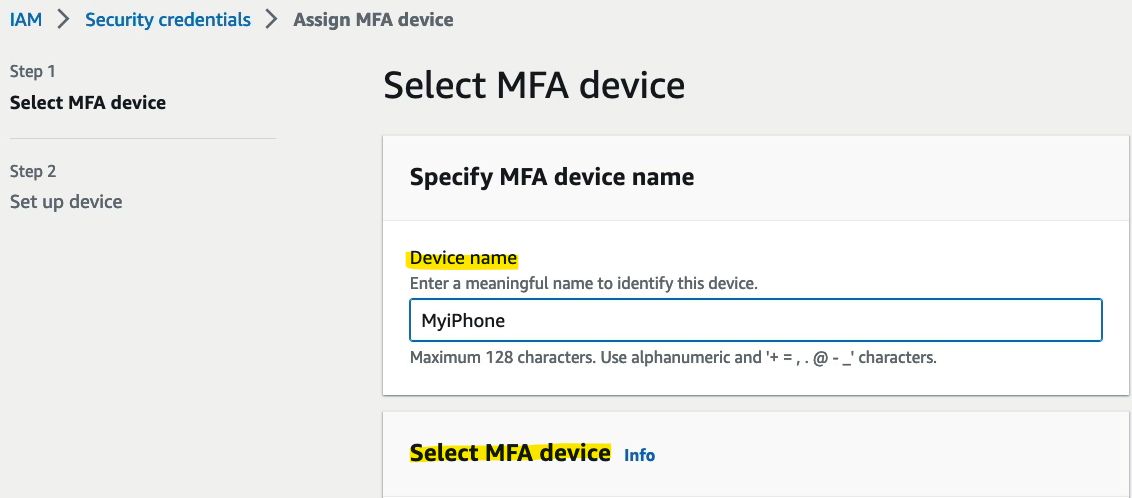 IAM > Security credentials > Assign MFA device
Step 1
Select MFA device
Step 2
Set up device
Select MFA device
Specify MFA device name
Device name
Enter a meaningful name to identify this device.
MyiPhone
Maximum 128 characters. Use alphanumeric and '+ = , . @ - _' characters.
Select MFA device Info